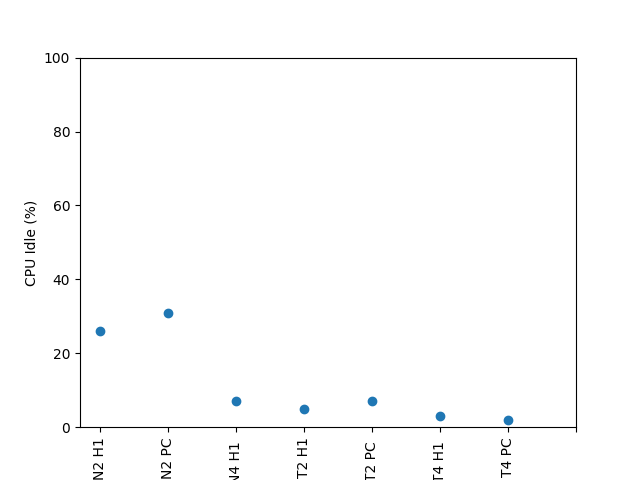 100
80
60
40
20
0
CPU Idle (%)
N2 H1
N2 PC
N4 H1
T2 H1
T2 PC
T4 H1
T4 PC